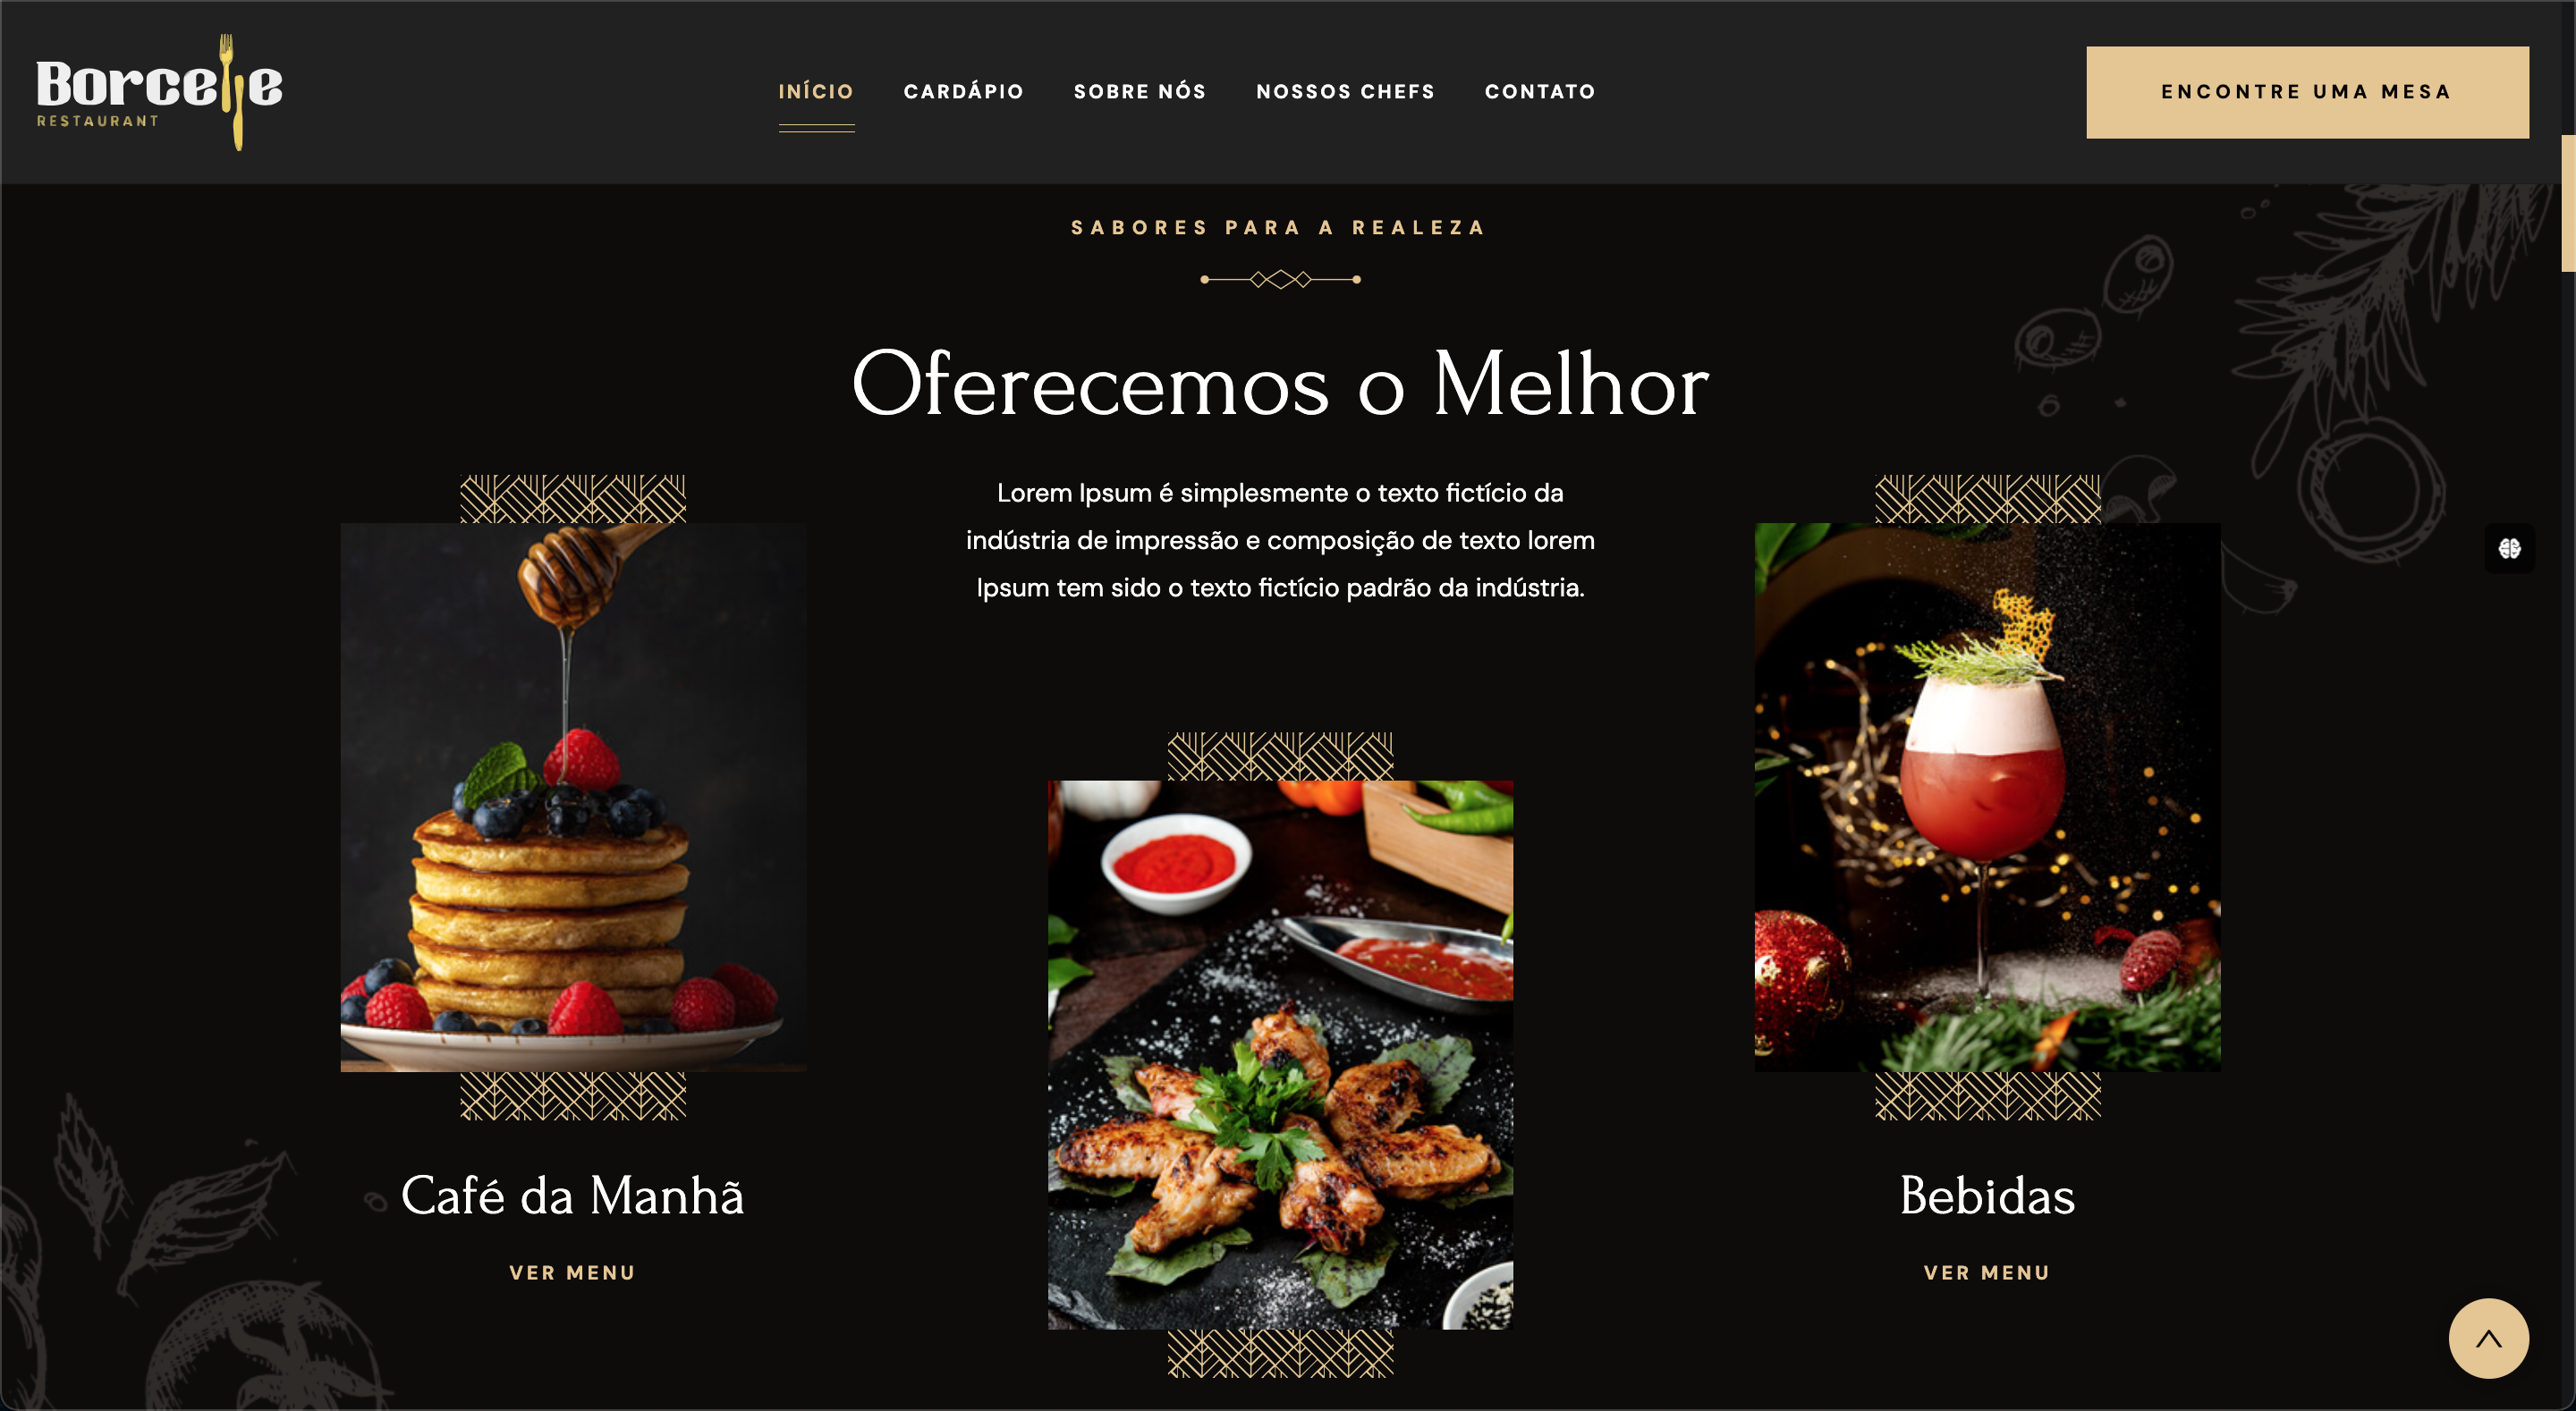 Borcelle
RESTAURANT
INÍCIO
CARDÁPIO
SOBRE NÓS
NOSSOS CHEFS
CONTATO
ENCONTRE UMA MESA
SABORES PARA A REALEZA
Oferecemos o Melhor
Lorem Ipsum é simplesmente o texto fictício da
indústria de impressão e composição de texto lorem
Ipsum tem sido o texto fictício padrão da indústria.
Café da Manhã
VER MENU
Bebidas
VER MENU